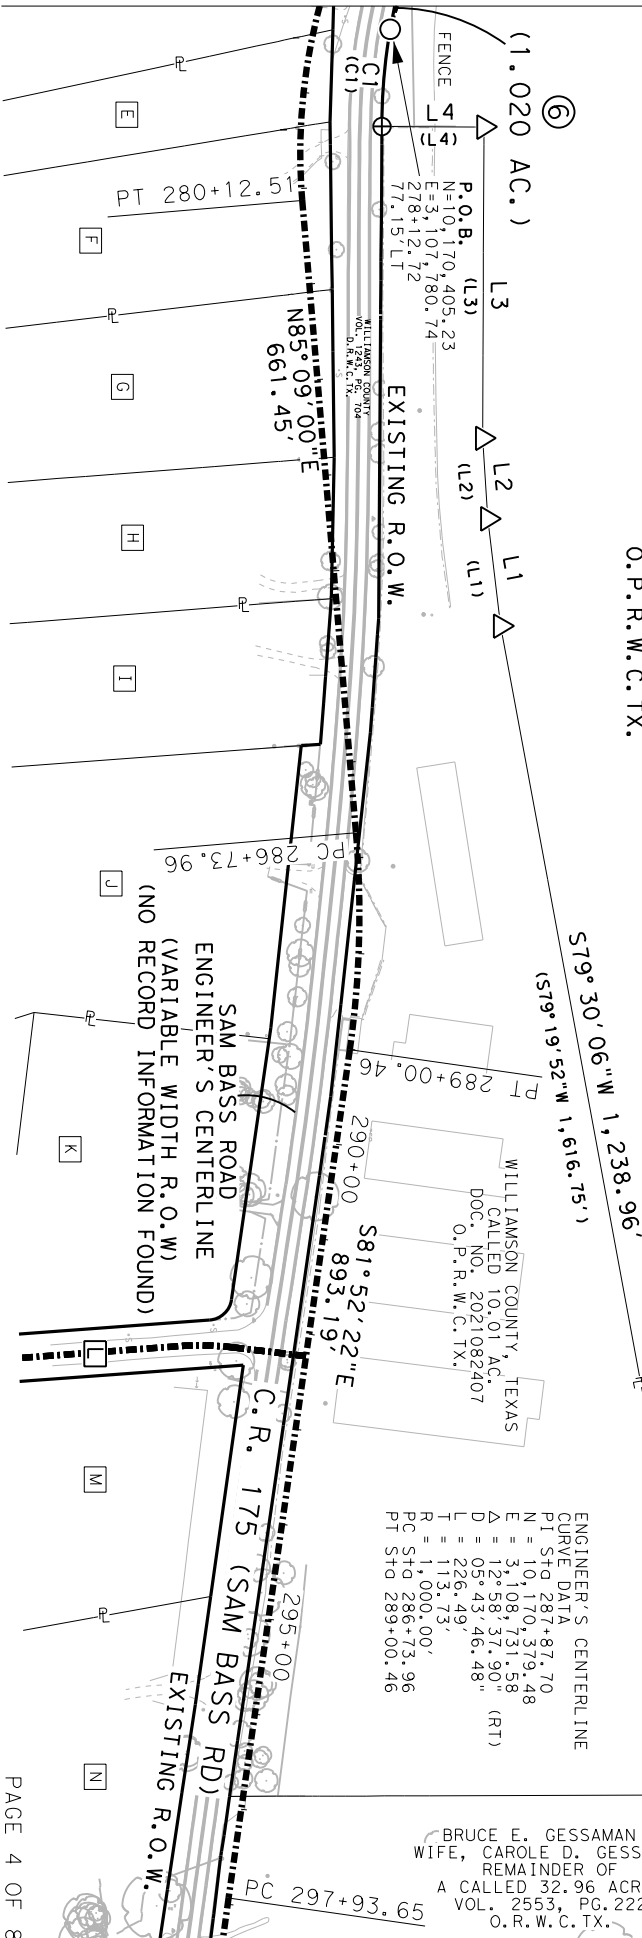 O.P.R.W.C.TX.
6
(1.020 AC.)
FENCE
C1
(C1)
L4
(L4)
L3
(L3)
L2
(L2)
L1
(L1)
P.O.B.
N=10,170,405.23
E=3,107,780.74
278+12.72
77.15' LT
E
PT 280+12.51
F
WILLIAMSON COUNTY
VOL. 1243, PG. 704
D.R.W.C.TX.
N85°09'00"E
661.45'
EXISTING R.O.W.
P
L
G
P
L
H
P
L
I
J
PC 286+73.96
S79°30'06"W 1,238.96'
(S79°19'52"W 1,616.75')
SAM BASS ROAD
ENGINEER'S CENTERLINE
(VARIABLE WIDTH R.O.W)
(NO RECORD INFORMATION FOUND)
P
L
K
PT 289+00.46
290+00
S81°52'22"E
893.19'
WILLIAMSON COUNTY, TEXAS
CALLED 10.01 AC.
DOC. NO. 2021082407
O.P.R.W.C.TX.
L
C.R. 175 (SAM BASS RD)
EXISTING R.O.W.
M
P
L
N
295+00
ENGINEER'S CENTERLINE
CURVE DATA
PI Sta 287+87.70
N = 10,170,379.48
E = 3,108,731.58
Δ = 12°58'37.90" (RT)
D = 05°43'46.48"
L = 226.49'
T = 113.73'
R = 1,000.00'
PC Sta 286+73.96
PT Sta 289+00.46
PC 297+93.65
BRUCE E. GESSAMAN
WIFE, CAROLE D. GESS
REMAINDER OF
A CALLED 32.96 ACR
VOL. 2553, PG.222
O.R.W.C.TX.
PAGE 4 OF 8